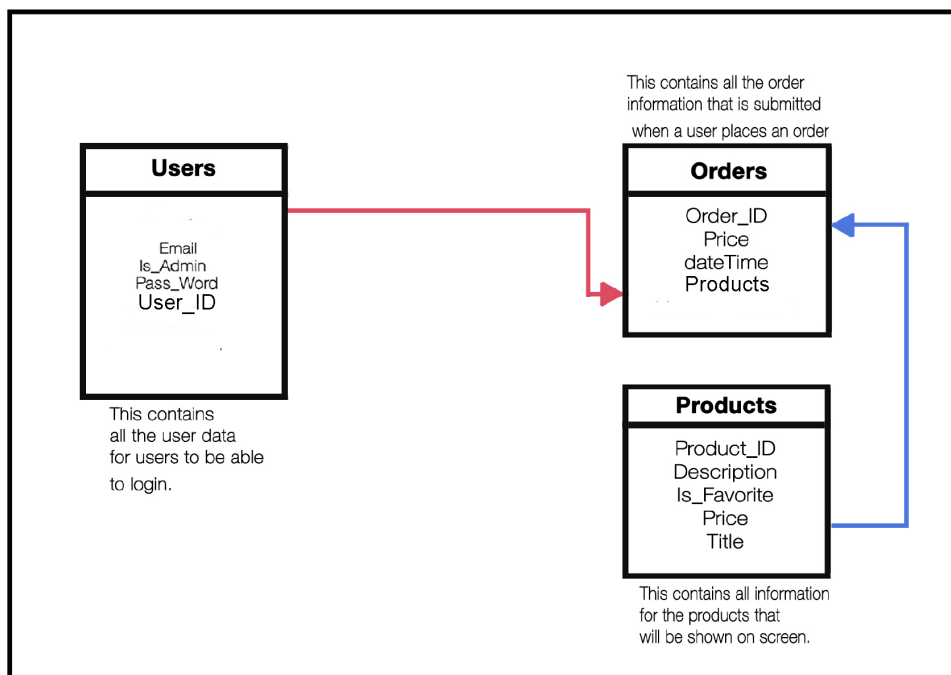 This contains all the order
information that is submitted
when a user places an order
Users
Email
Is_Admin
Pass_Word
User_ID
This contains
all the user data
for users to be able
to login.
Orders
Order_ID
Price
dateTime
Products
Products
Product_ID
Description
Is_Favorite
Price
Title
This contains all information
for the products that
will be shown on screen.